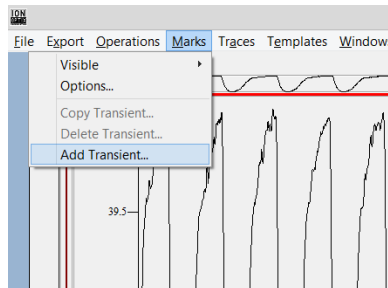 ION
File Export Operations Marks Traces Templates Window
Visible
Options...
Copy Transient...
Delete Transient...
Add Transient...
39.5